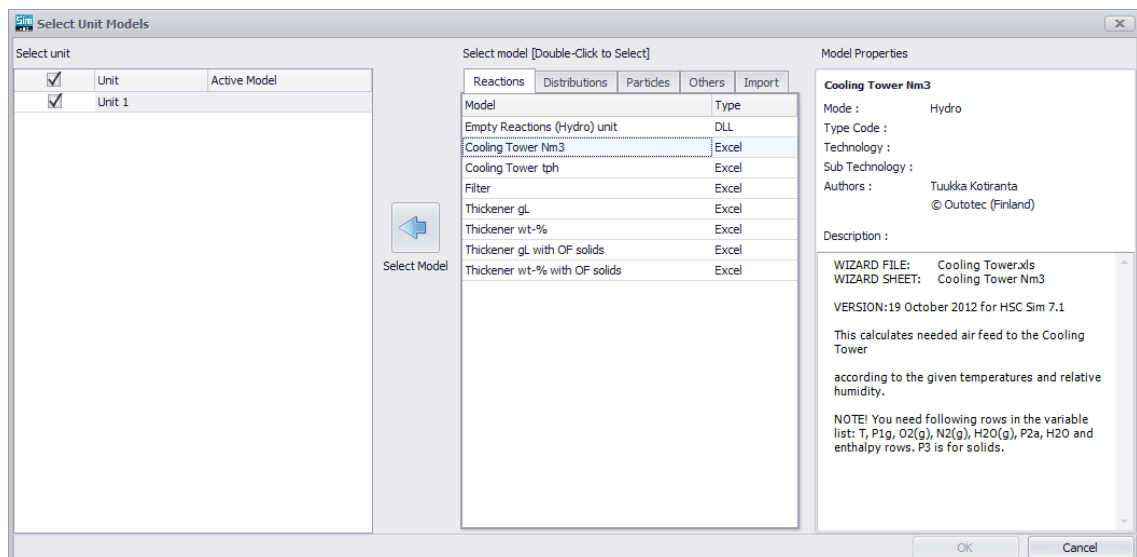 Sim
Select Unit Models
Select unit
Unit Active Model
Unit 1
Select Model
Select model [Double-Click to Select]
Reactions Distributions Particles Others Import
Model Type
Empty Reactions (Hydro) unit DLL
Cooling Tower Nm3 Excel
Cooling Tower tph Excel
Filter Excel
Thickener gL Excel
Thickener wt-% Excel
Thickener gL with OF solids Excel
Thickener wt-% with OF solids Excel
Model Properties
Cooling Tower Nm3
Mode : Hydro
Type Code :
Technology :
Sub Technology :
Authors : Tuukka Kotiranta
© Outotec (Finland)
Description :
WIZARD FILE: Cooling Tower.xls
WIZARD SHEET: Cooling Tower Nm3
VERSION:19 October 2012 for HSC Sim 7.1
This calculates needed air feed to the Cooling
Tower
according to the given temperatures and relative
humidity.
NOTE! You need following rows in the variable
list: T, P1g, O2(g), N2(g), H2O(g), P2a, H2O and
enthalpy rows. P3 is for solids.
OK Cancel